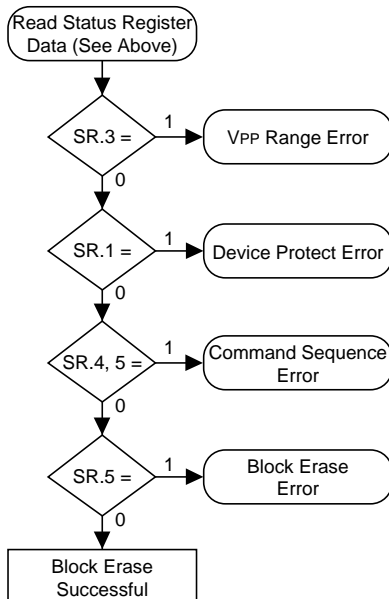 Read Status Register
Data (See Above)
SR.3 =
1
VPP Range Error
0
SR.1 =
1
Device Protect Error
0
SR.4, 5 =
1
Command Sequence
Error
0
SR.5 =
1
Block Erase
Error
0
Block Erase
Successful